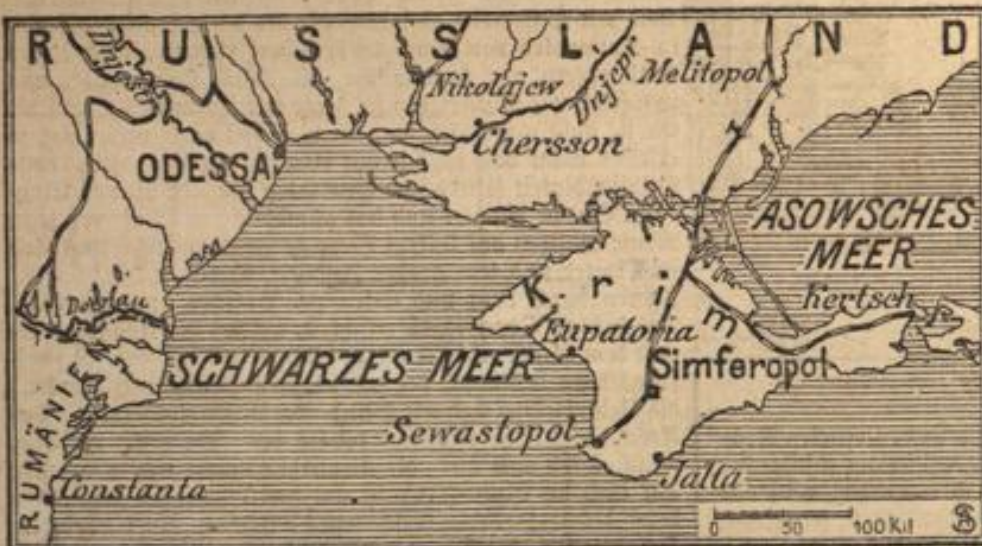 RUSSLAND
Nikolajew
Dnjepr
Melitopol
Chersson
ODESSA
ASOWSCHES
MEER
Kertsch
Krim
Eupatoria
SCHWARZES MEER
Simferopol
Sewastopol
Jalta
RUMÄNIE
Constanta
0 50 100 Kil